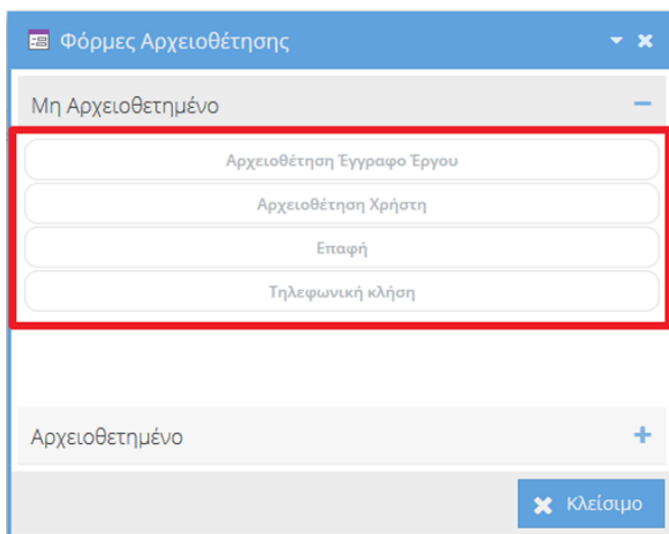 Φόρμες Αρχειοθέτησης
Μη Αρχειοθετημένο
Αρχειοθέτηση Έγγραφο Έργου
Αρχειοθέτηση Χρήστη
Επαφή
Τηλεφωνική κλήση
Αρχειοθετημένο
Κλείσιμο